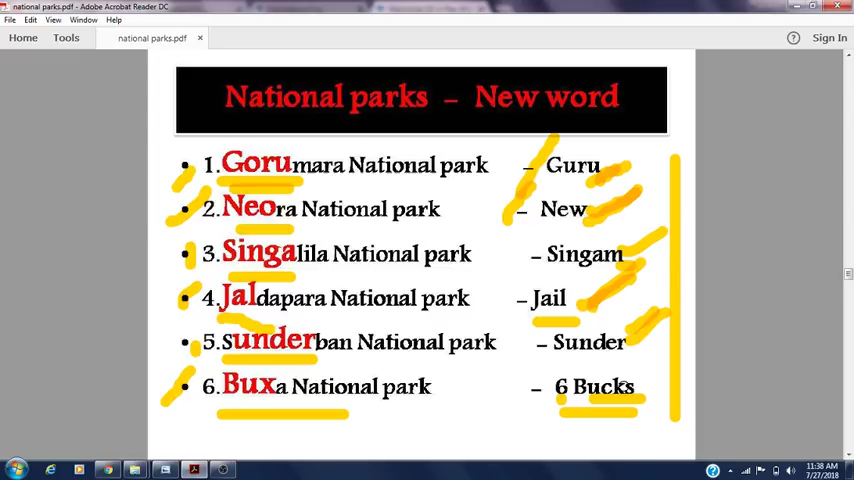 national parks.pdf - Adobe Acrobat Reader DC
File Edit View Window Help
Home Tools national parks.pdf × ? Sign In
National parks – New word
• 1.Gorumara National park – Guru
• 2.Neora National park – New
• 3.Singalila National park – Singam
• 4.Jaldapara National park – Jail
• 5.Sunderban National park – Sunder
• 6.Buxa National park – 6 Bucks
11:38 AM
7/27/2018